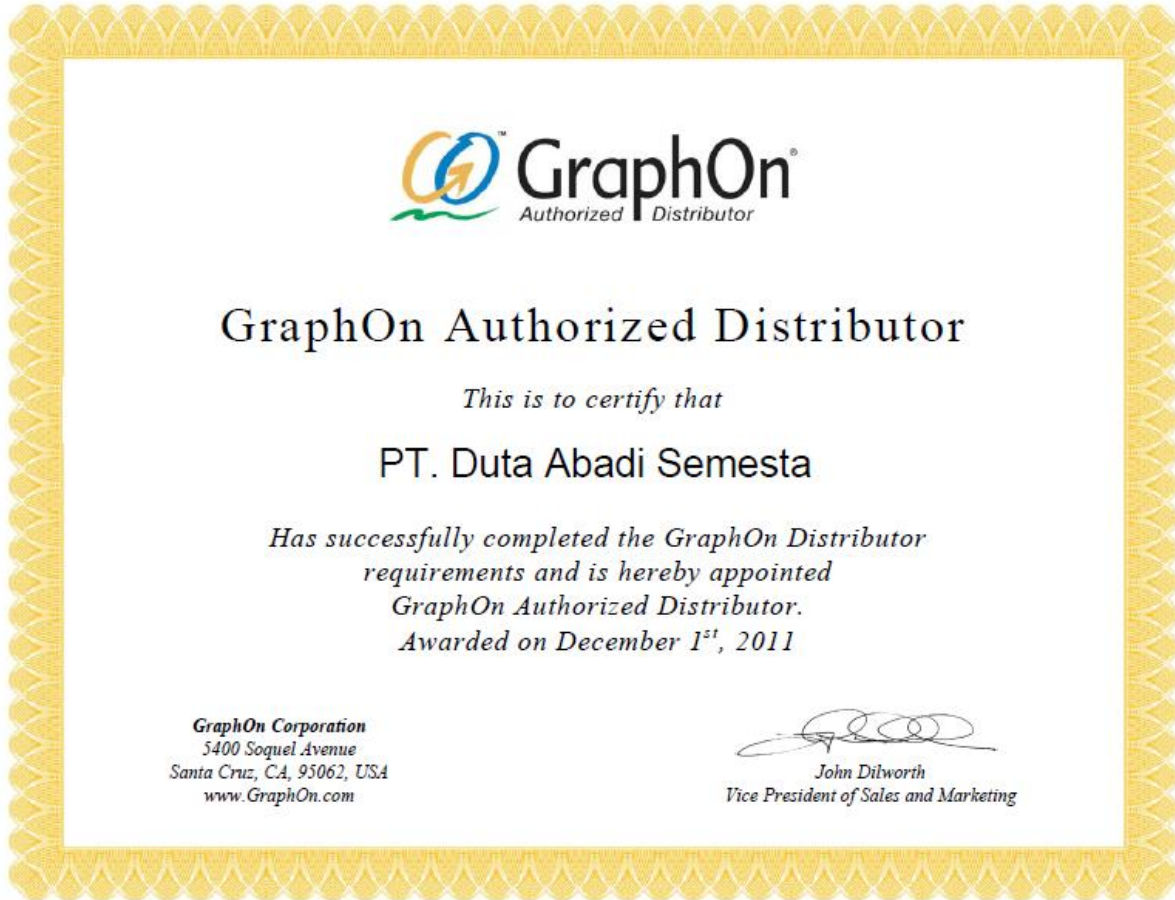 GraphOn®
Authorized Distributor
GraphOn Authorized Distributor
This is to certify that
PT. Duta Abadi Semesta
Has successfully completed the GraphOn Distributor
requirements and is hereby appointed
GraphOn Authorized Distributor.
Awarded on December 1st, 2011
GraphOn Corporation
5400 Soquel Avenue
Santa Cruz, CA, 95062, USA
www.GraphOn.com
John Dilworth
Vice President of Sales and Marketing